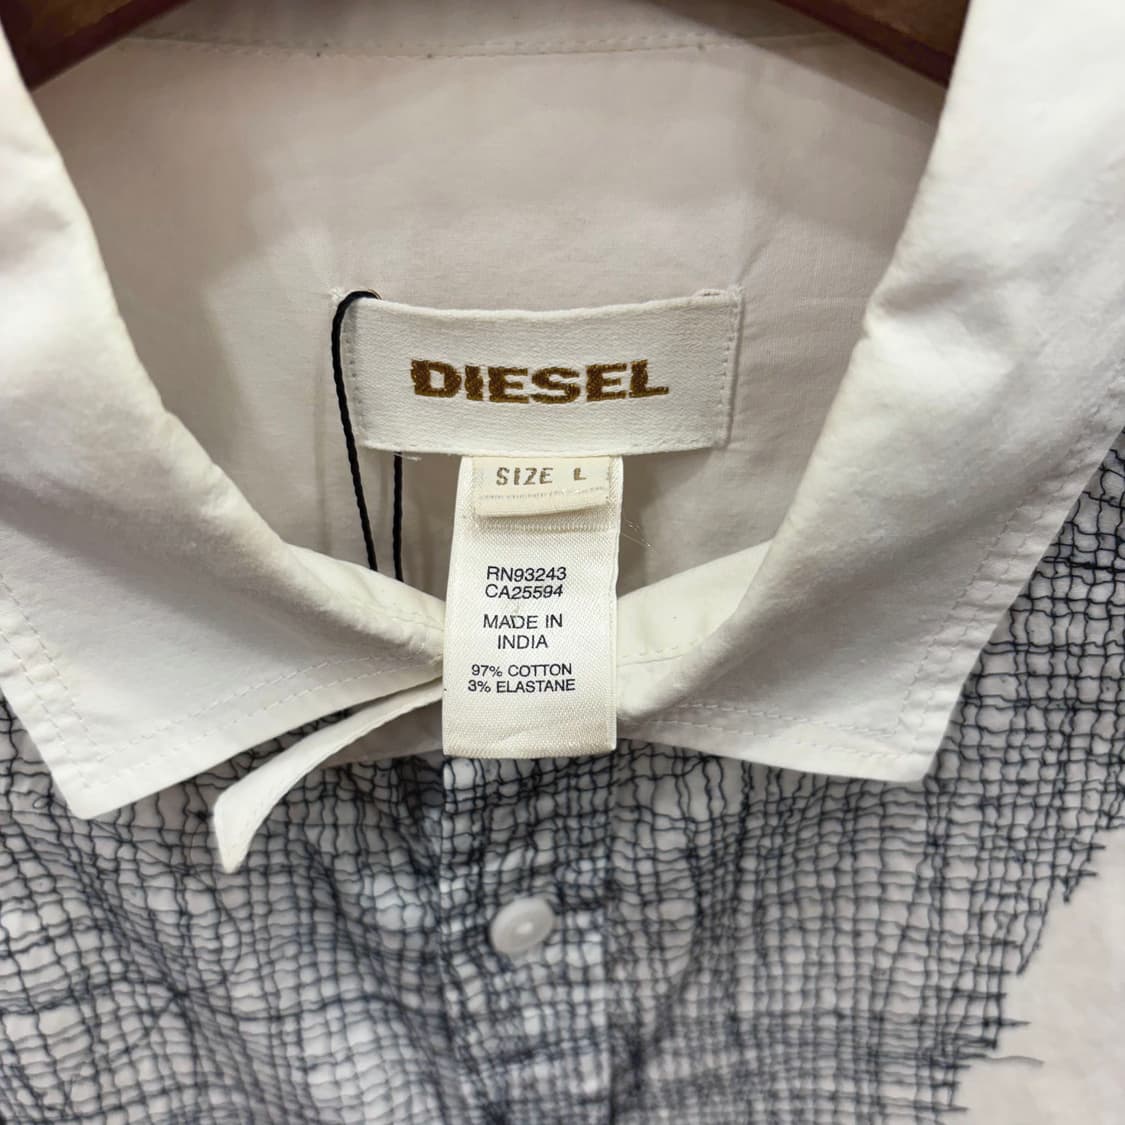 DIESEL
SIZE L
RN93243
CA25594
MADE IN
INDIA
97% COTTON
3% ELASTANE